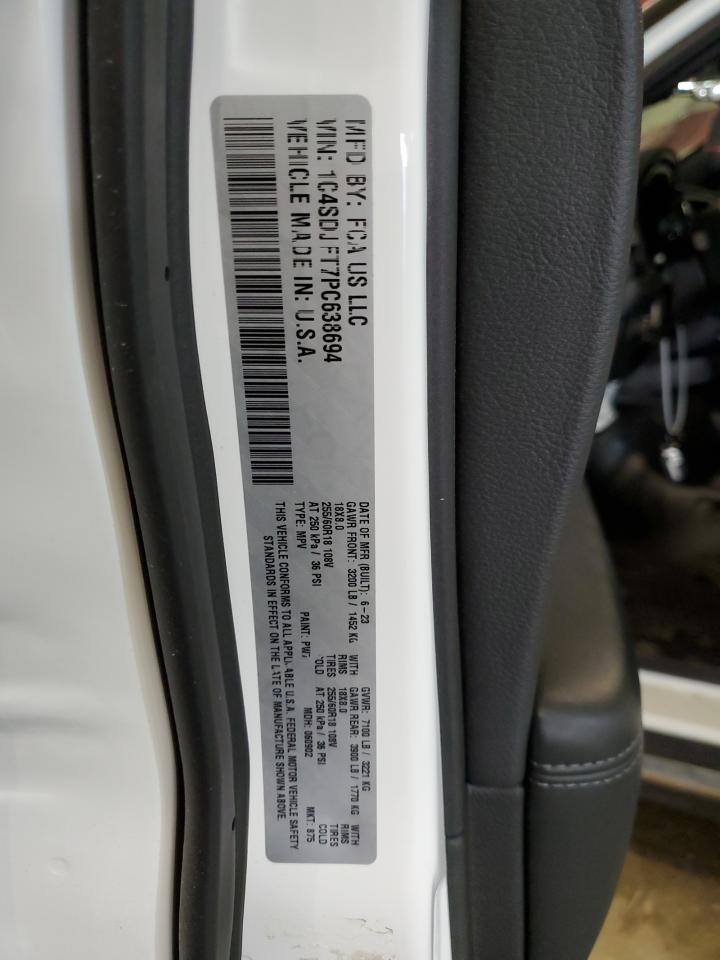 MFD BY: FCA US LLC
VIN: 1C4SDJFT7PC638694
VEHICLE MADE IN: U.S.A.
DATE OF MFR (BUILT): 6-23 GVWR: 7100 LB / 3221 KG
GAWR FRONT: 3200 LB / 1452 KG WITH GAWR REAR: 3900 LB / 1770 KG WITH
18X8.0 RIMS 18X8.0 RIMS
255/60R18 108V TIRES 255/60R18 108V TIRES
AT 250 kPa / 36 PSI COLD AT 250 kPa / 36 PSI COLD
TYPE: MPV PAINT: PW7 MDH: 060902 MKT: 875
THIS VEHICLE CONFORMS TO ALL APPLICABLE U.S.A. FEDERAL MOTOR VEHICLE SAFETY
STANDARDS IN EFFECT ON THE DATE OF MANUFACTURE SHOWN ABOVE.